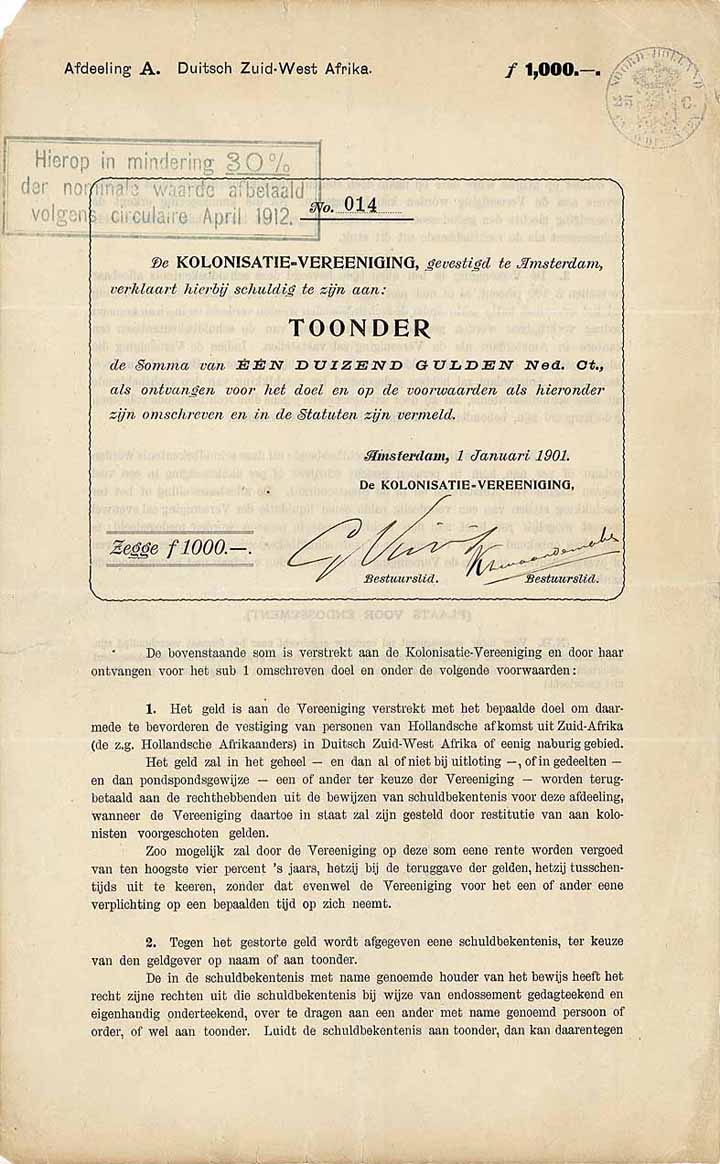 Afdeeling A. Duitsch Zuid-West Afrika.
ƒ 1,000.—.
NOORD-HOLLAND
25 C.
Hierop in mindering 30%
der nominale waarde afbetaald
volgens circulaire April 1912.
No. 014
De KOLONISATIE-VEREENIGING, gevestigd te Amsterdam,
verklaart hierbij schuldig te zijn aan:
TOONDER
de Somma van ÉÉN DUIZEND GULDEN Ned. Ct.,
als ontvangen voor het doel en op de voorwaarden als hieronder
zijn omschreven en in de Statuten zijn vermeld.
Amsterdam, 1 Januari 1901.
De KOLONISATIE-VEREENIGING,
Zegge ƒ 1000.—.
Bestuurslid. Bestuurslid.
(PLAATS VOOR ENDOSSEMENT).
De bovenstaande som is verstrekt aan de Kolonisatie-Vereeniging en door haar
ontvangen voor het sub 1 omschreven doel en onder de volgende voorwaarden:
1. Het geld is aan de Vereeniging verstrekt met het bepaalde doel om daar-
mede te bevorderen de vestiging van personen van Hollandsche afkomst uit Zuid-Afrika
(de z.g. Hollandsche Afrikaanders) in Duitsch Zuid-West Afrika of eenig naburig gebied.
Het geld zal in het geheel — en dan al of niet bij uitloting —, of in gedeelten —
en dan pondspondsgewijze — een of ander ter keuze der Vereeniging — worden terug-
betaald aan de rechthebbenden uit de bewijzen van schuldbekentenis voor deze afdeeling,
wanneer de Vereeniging daartoe in staat zal zijn gesteld door restitutie van aan kolo-
nisten voorgeschoten gelden.
Zoo mogelijk zal door de Vereeniging op deze som eene rente worden vergoed
van ten hoogste vier percent 's jaars, hetzij bij de teruggave der gelden, hetzij tusschen-
tijds uit te keeren, zonder dat evenwel de Vereeniging voor het een of ander eene
verplichting op een bepaalden tijd op zich neemt.
2. Tegen het gestorte geld wordt afgegeven eene schuldbekentenis, ter keuze
van den geldgever op naam of aan toonder.
De in de schuldbekentenis met name genoemde houder van het bewijs heeft het
recht zijne rechten uit die schuldbekentenis bij wijze van endossement gedagteekend en
eigenhandig onderteekend, over te dragen aan een ander met name genoemd persoon of
order, of wel aan toonder. Luidt de schuldbekentenis aan toonder, dan kan daarentegen